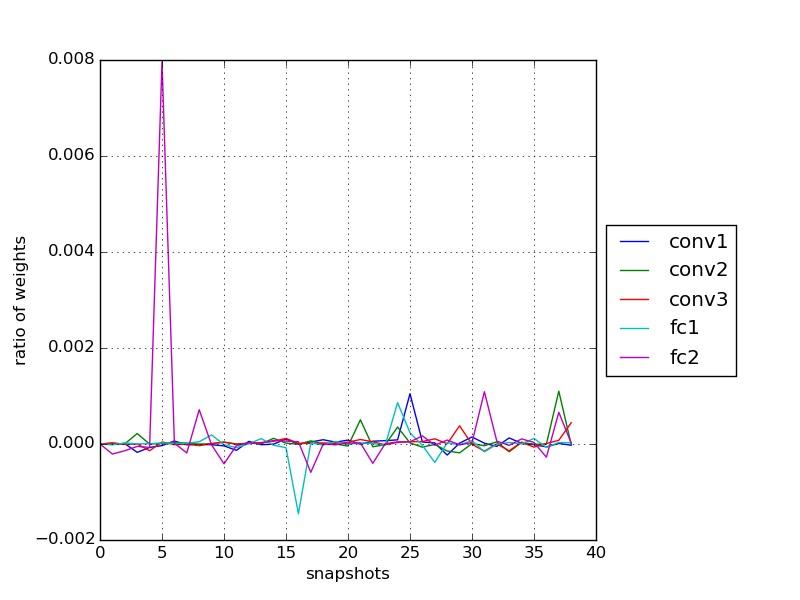 0.008
0.006
0.004
0.002
0.000
−0.002
ratio of weights
0 5 10 15 20 25 30 35 40
snapshots
conv1
conv2
conv3
fc1
fc2